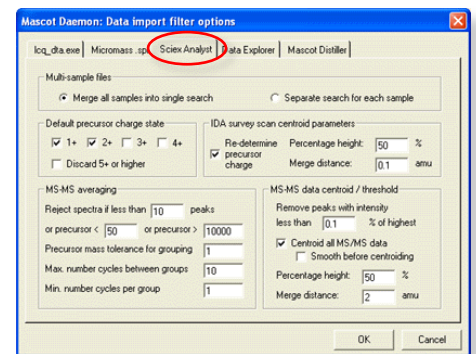 Mascot Daemon: Data import filter options
lcq_dta.exe Micromass .spl Sciex Analyst Data Explorer Mascot Distiller
Multi-sample files
Merge all samples into single search Separate search for each sample
Default precursor charge state
1+ 2+ 3+ 4+
Discard 5+ or higher
IDA survey scan centroid parameters
Re-determine precursor charge
Percentage height: 50 %
Merge distance: 0.1 amu
MS-MS averaging
Reject spectra if less than 10 peaks
or precursor < 50 or precursor > 10000
Precursor mass tolerance for grouping 1
Max. number cycles between groups 10
Min. number cycles per group 1
MS-MS data centroid / threshold
Remove peaks with intensity
less than 0.1 % of highest
Centroid all MS/MS data
Smooth before centroiding
Percentage height: 50 %
Merge distance: 2 amu
OK Cancel